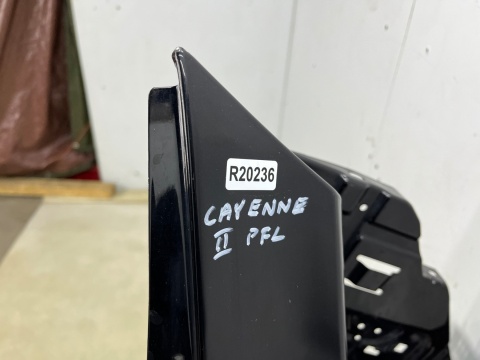 R20236
CAYENNE
II PFL